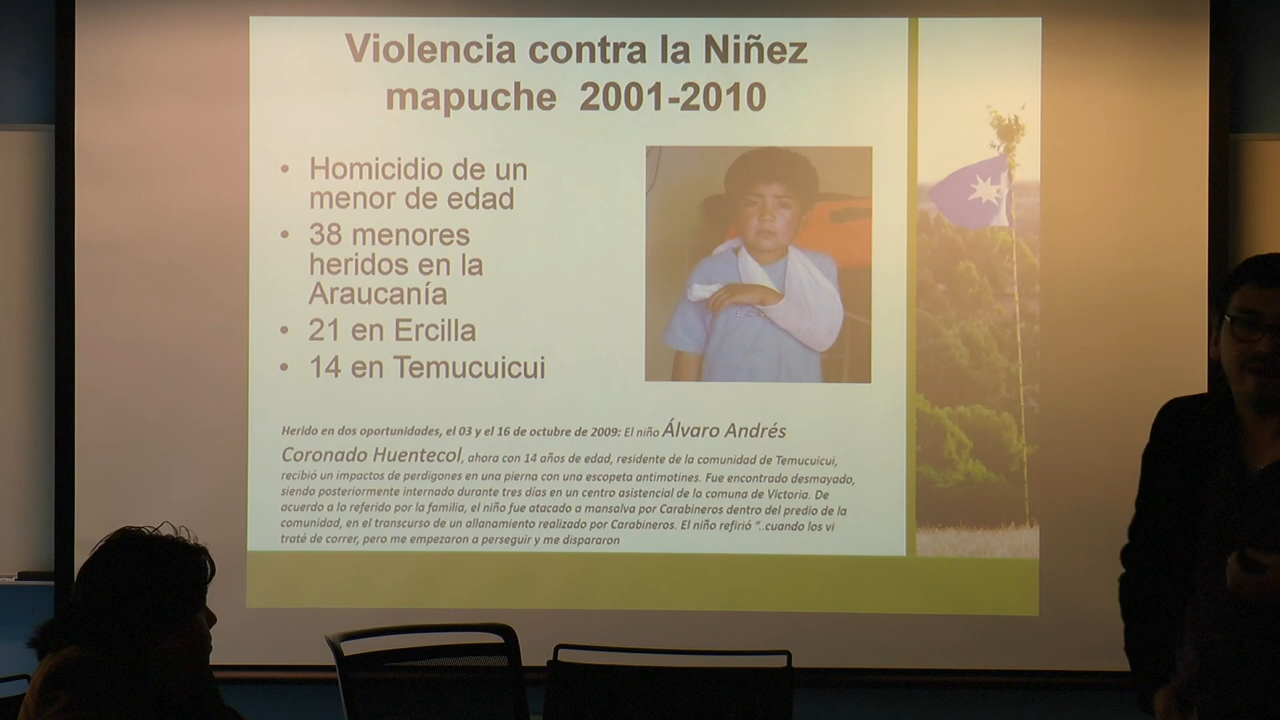 Violencia contra la Niñez
mapuche 2001-2010
• Homicidio de un
menor de edad
• 38 menores
heridos en la
Araucanía
• 21 en Ercilla
• 14 en Temucuicui
Herido en dos oportunidades, el 03 y el 16 de octubre de 2009: El niño Álvaro Andrés
Coronado Huentecol, ahora con 14 años de edad, residente de la comunidad de Temucuicui,
recibió un impactos de perdigones en una pierna con una escopeta antimotines. Fue encontrado desmayado,
siendo posteriormente internado durante tres días en un centro asistencial de la comuna de Victoria. De
acuerdo a lo referido por la familia, el niño fue atacado a mansalva por Carabineros dentro del predio de la
comunidad, en el transcurso de un allanamiento realizado por Carabineros. El niño refirió "..cuando los vi
traté de correr, pero me empezaron a perseguir y me dispararon